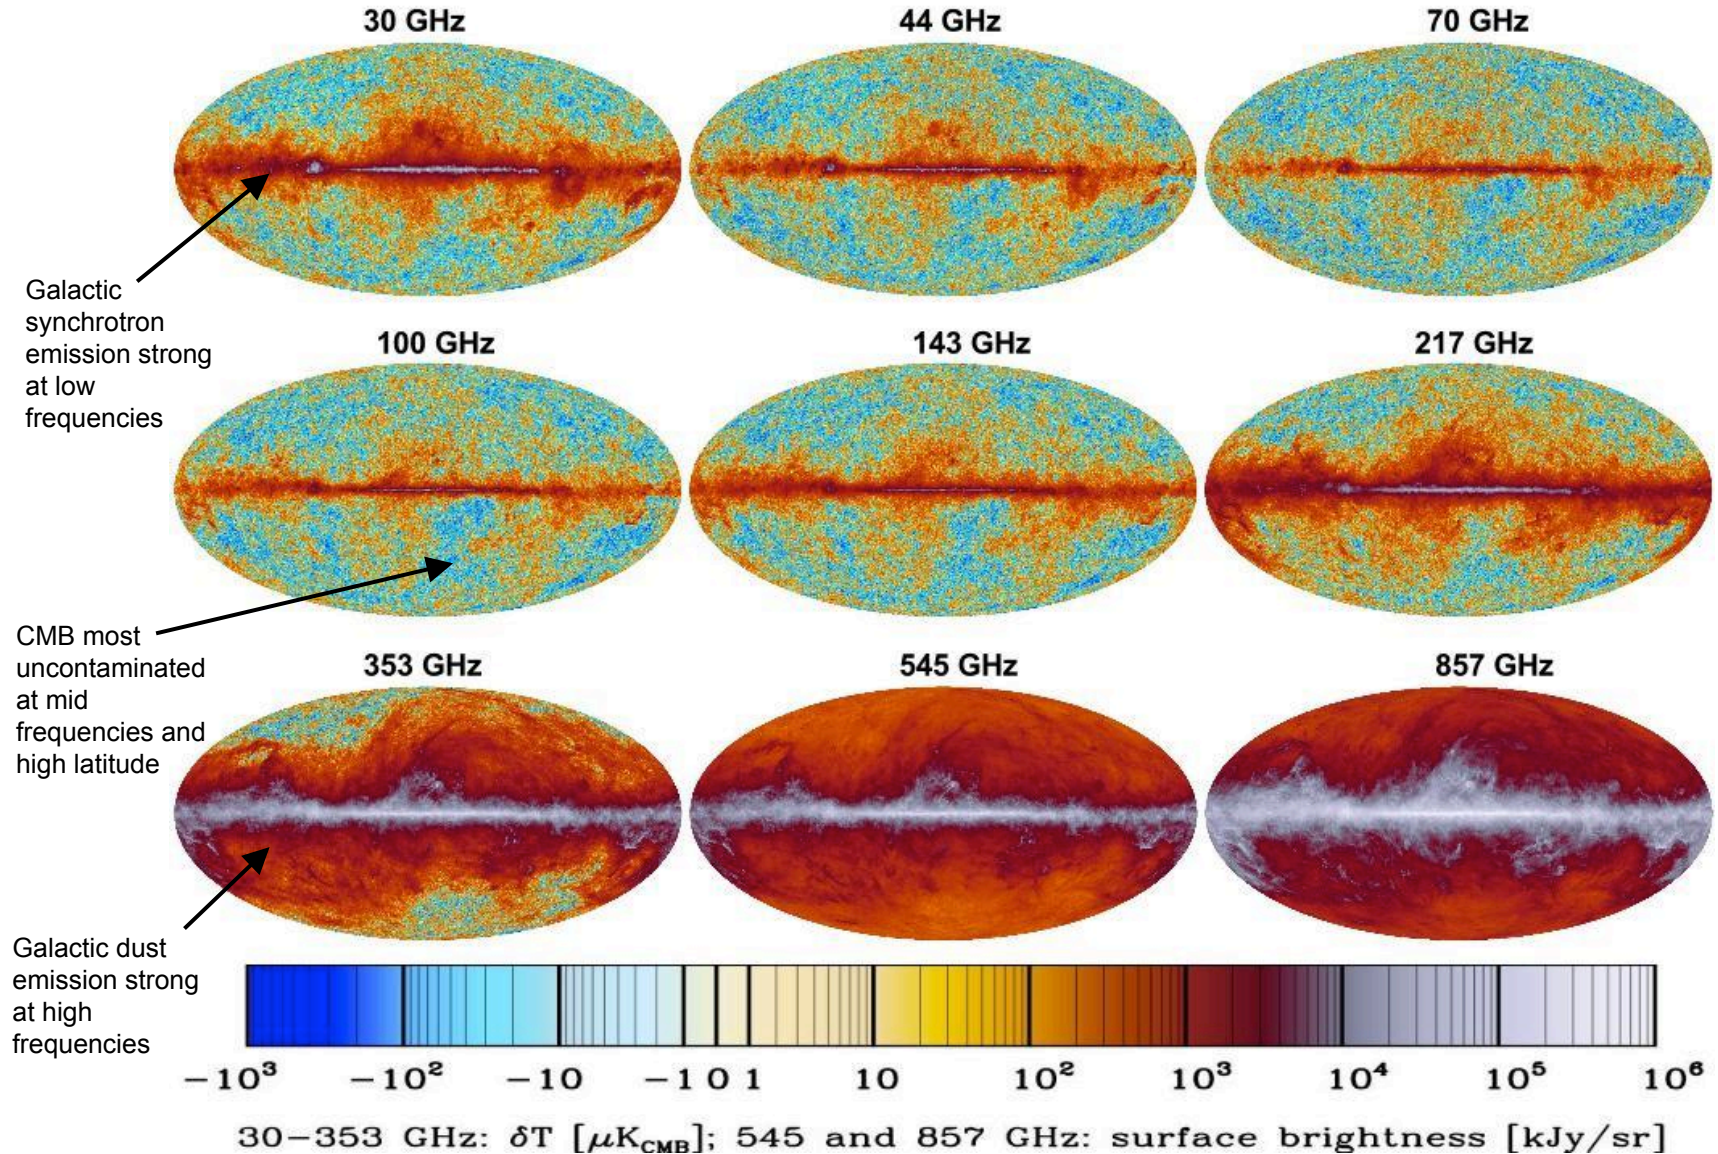 30 GHz
44 GHz
70 GHz
Galactic
synchrotron
emission strong
at low
frequencies
100 GHz
143 GHz
217 GHz
CMB most
uncontaminated
at mid
frequencies and
high latitude
353 GHz
545 GHz
857 GHz
Galactic dust
emission strong
at high
frequencies
−10³ −10² −10 −1 0 1 10 10² 10³ 10⁴ 10⁵ 10⁶
30−353 GHz: δT [μK_CMB]; 545 and 857 GHz: surface brightness [kJy/sr]